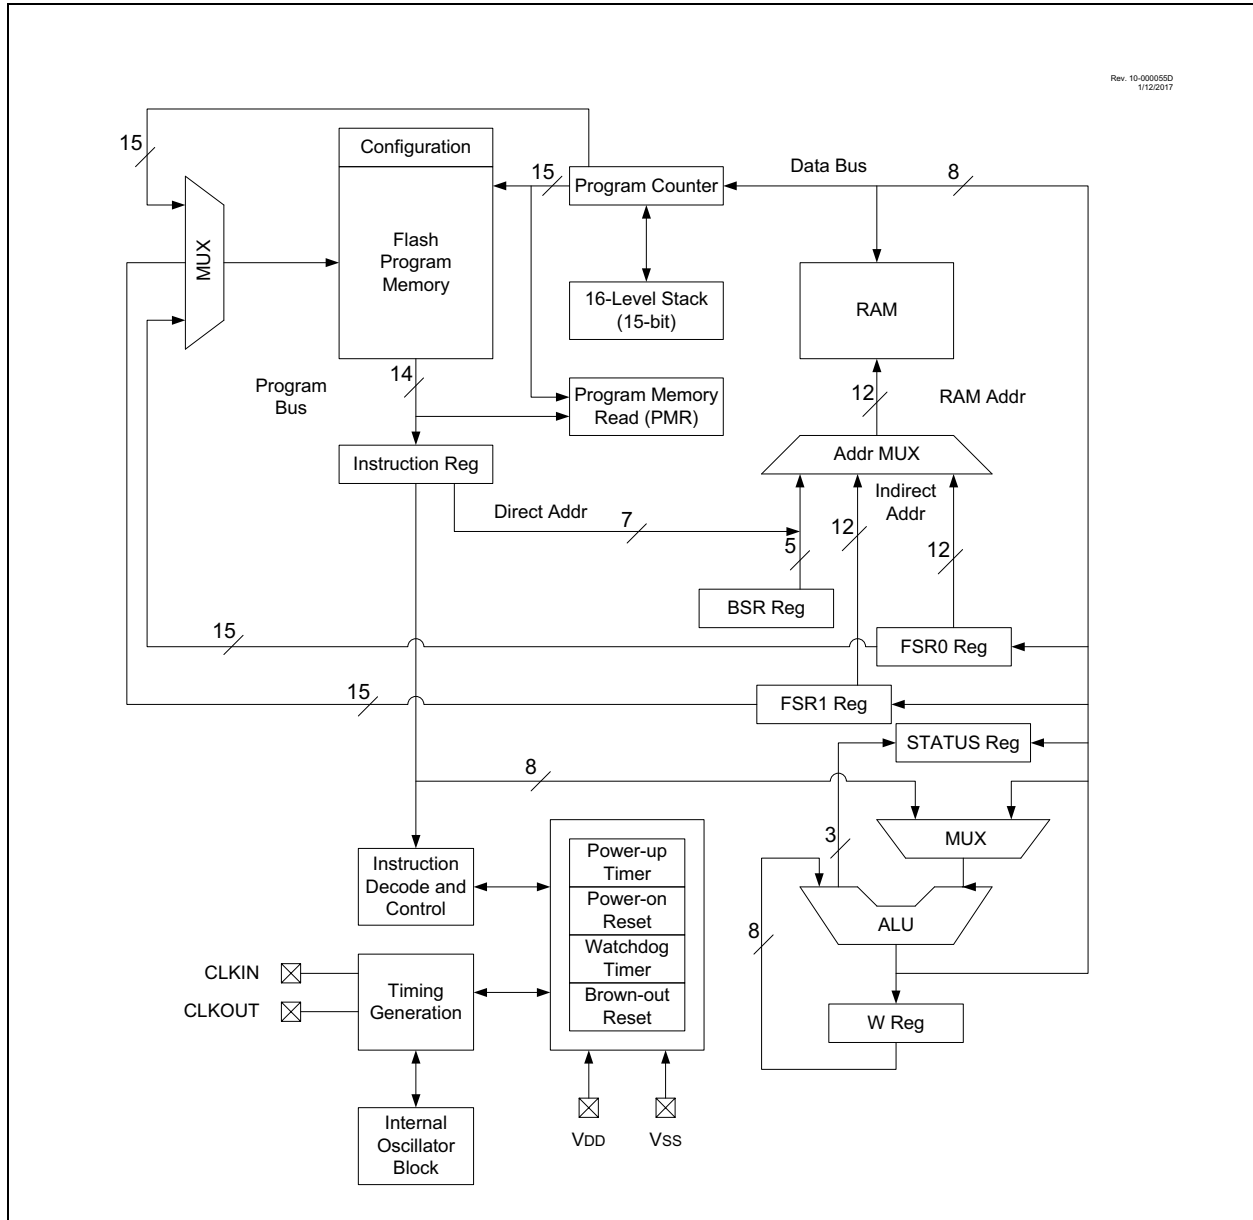 Rev. 10-000055D
1/12/2017
15
Configuration
15
Program Counter
Data Bus
8
MUX
Flash
Program
Memory
16-Level Stack
(15-bit)
RAM
14
Program
Bus
Program Memory
Read (PMR)
12
RAM Addr
Instruction Reg
Addr MUX
Direct Addr
7
Indirect
Addr
12
5
12
BSR Reg
15
FSR0 Reg
15
FSR1 Reg
STATUS Reg
8
3
MUX
Instruction
Decode and
Control
Power-up
Timer
Power-on
Reset
Watchdog
Timer
Brown-out
Reset
ALU
8
CLKIN
CLKOUT
Timing
Generation
W Reg
Internal
Oscillator
Block
VDD
VSS